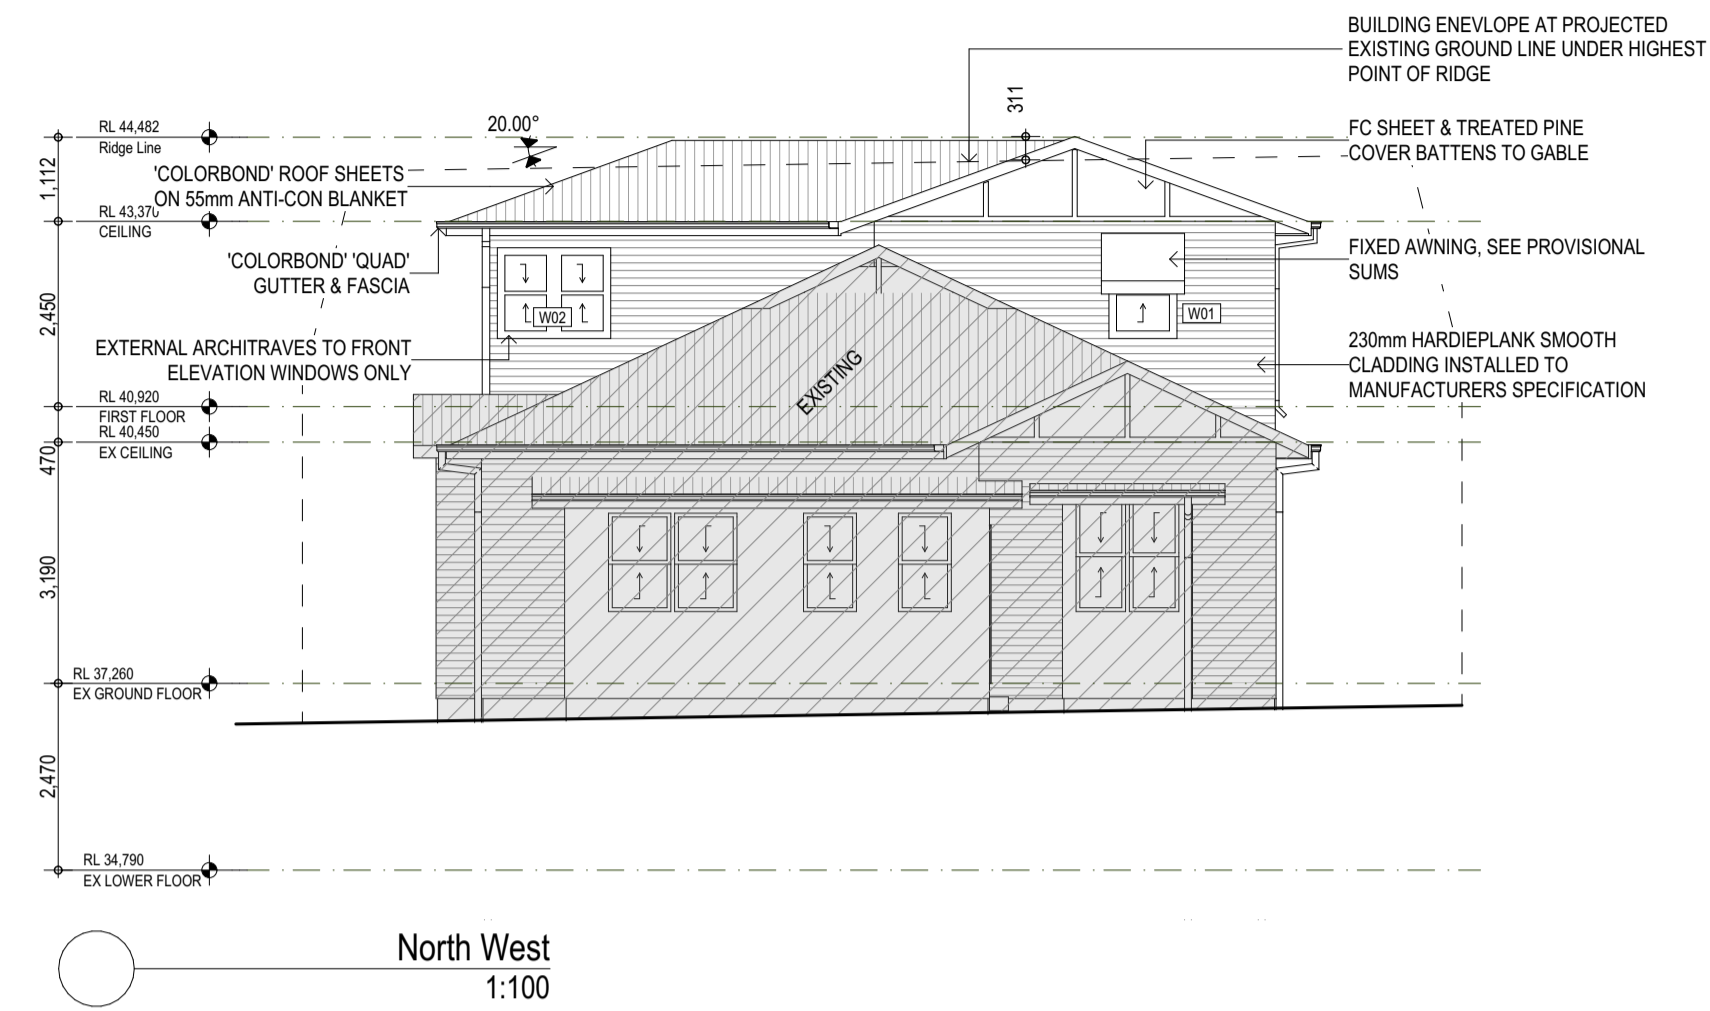 BUILDING ENEVLOPE AT PROJECTED
EXISTING GROUND LINE UNDER HIGHEST
POINT OF RIDGE
311
20.00°
RL 44,482
Ridge Line
FC SHEET & TREATED PINE
COVER BATTENS TO GABLE
1,112
'COLORBOND' ROOF SHEETS
ON 55mm ANTI-CON BLANKET
RL 43,370
CEILING
FIXED AWNING, SEE PROVISIONAL
SUMS
'COLORBOND' 'QUAD'
GUTTER & FASCIA
2,450
W02
W01
EXTERNAL ARCHITRAVES TO FRONT
ELEVATION WINDOWS ONLY
230mm HARDIEPLANK SMOOTH
CLADDING INSTALLED TO
MANUFACTURERS SPECIFICATION
EXISTING
RL 40,920
FIRST FLOOR
RL 40,450
EX CEILING
470
3,190
RL 37,260
EX GROUND FLOOR
2,470
RL 34,790
EX LOWER FLOOR
North West
1:100